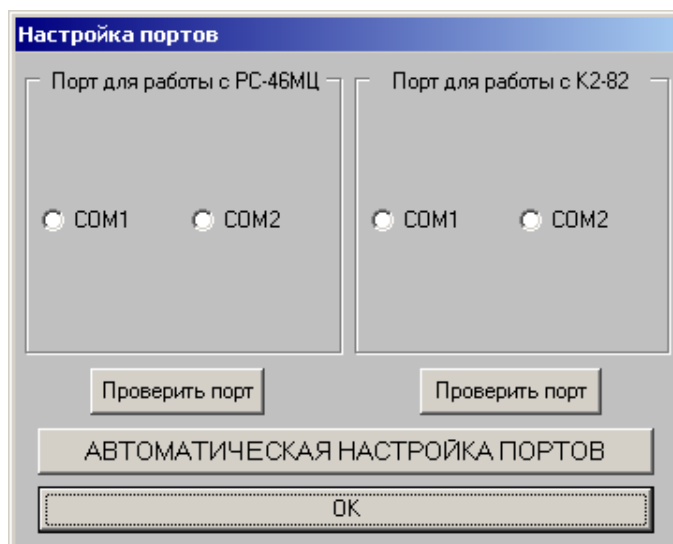 Настройка портов
Порт для работы с РС-46МЦ
Порт для работы с К2-82
COM1
COM2
COM1
COM2
Проверить порт
Проверить порт
АВТОМАТИЧЕСКАЯ НАСТРОЙКА ПОРТОВ
OK